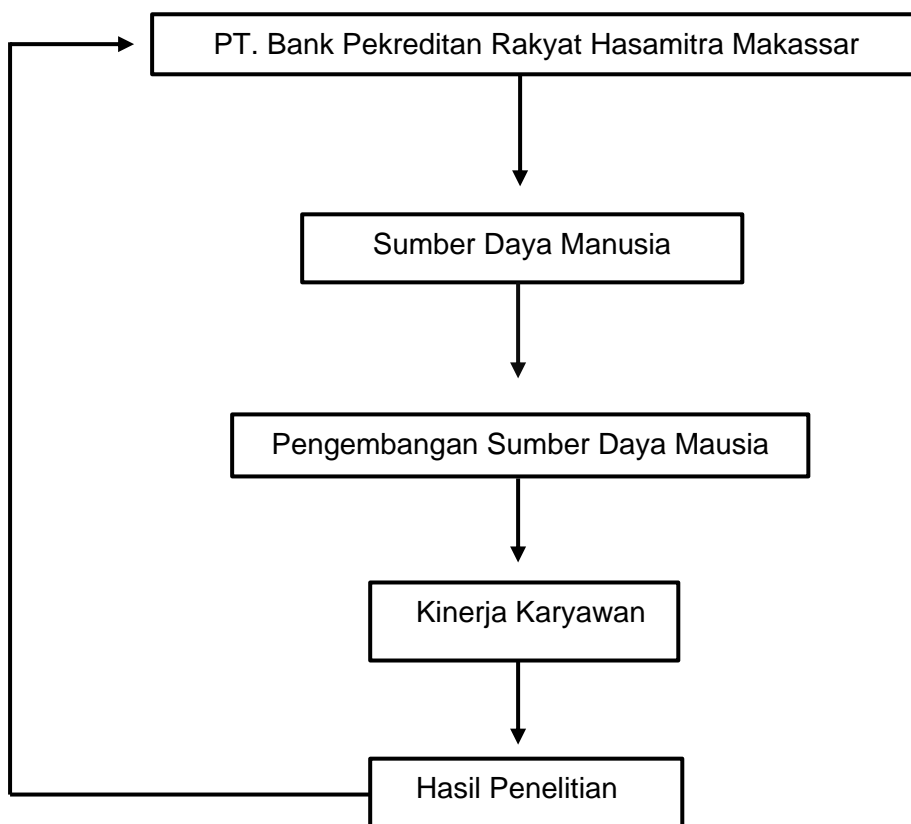 PT. Bank Pekreditan Rakyat Hasamitra Makassar
Sumber Daya Manusia
Pengembangan Sumber Daya Mausia
Kinerja Karyawan
Hasil Penelitian